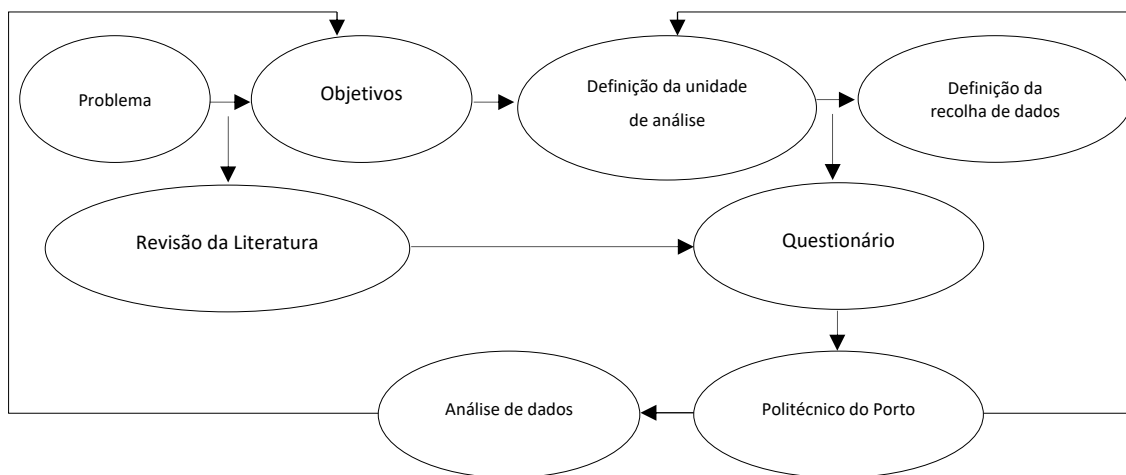 Problema
Objetivos
Definição da unidade
de análise
Definição da
recolha de dados
Revisão da Literatura
Questionário
Análise de dados
Politécnico do Porto